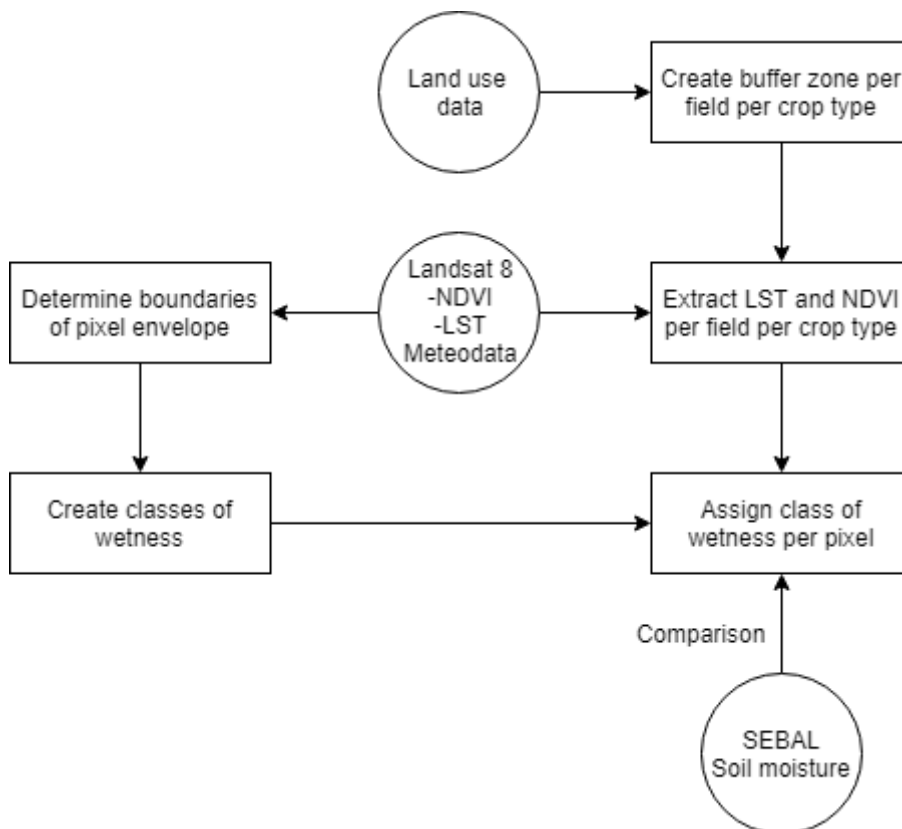 Land use
data
Create buffer zone per
field per crop type
Determine boundaries
of pixel envelope
Landsat 8
-NDVI
-LST
Meteodata
Extract LST and NDVI
per field per crop type
Create classes of
wetness
Assign class of
wetness per pixel
Comparison
SEBAL
Soil moisture